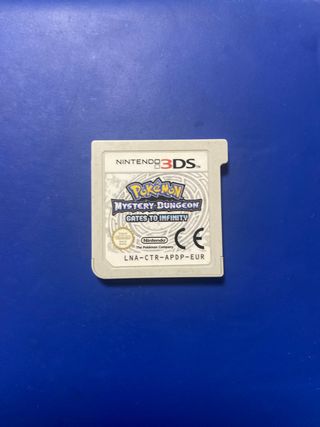 NINTENDO 3DS
POKéMON
MYSTERY DUNGEON
GATES TO INFINITY
Nintendo
The Pokémon Company
CE
LNA-CTR-APDP-EUR